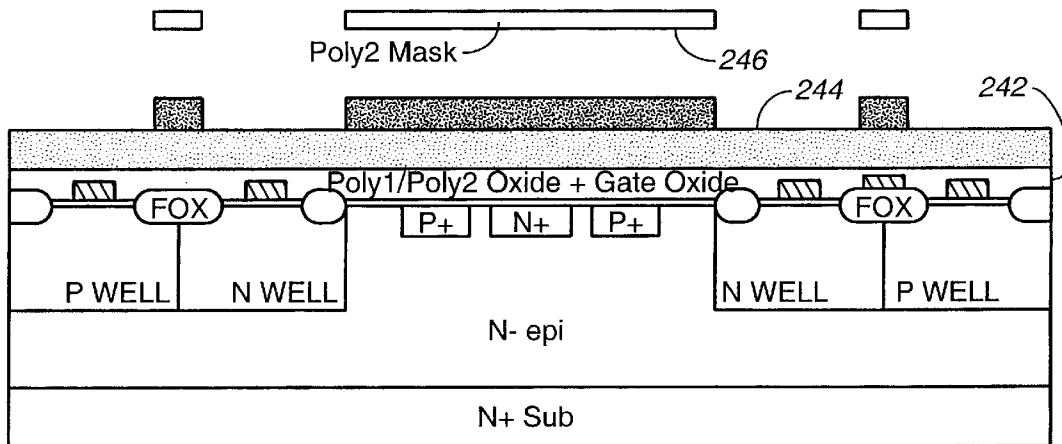 Poly2 Mask
246
244
242
Poly1/Poly2 Oxide + Gate Oxide
FOX
FOX
P+
N+
P+
P WELL
N WELL
N WELL
P WELL
N- epi
N+ Sub